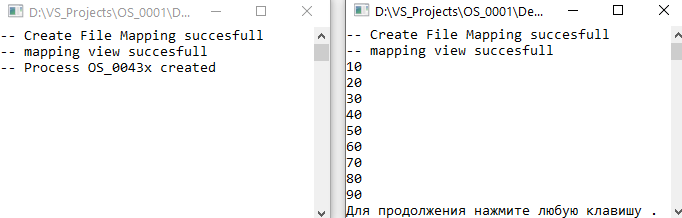 D:\VS_Projects\OS_0001\De...
-- Create File Mapping succesfull
-- mapping view succesfull
-- Process OS_0043x created
D:\VS_Projects\OS_0001\De...
-- Create File Mapping succesfull
-- mapping view succesfull
10
20
30
40
50
60
70
80
90
Для продолжения нажмите любую клавишу .